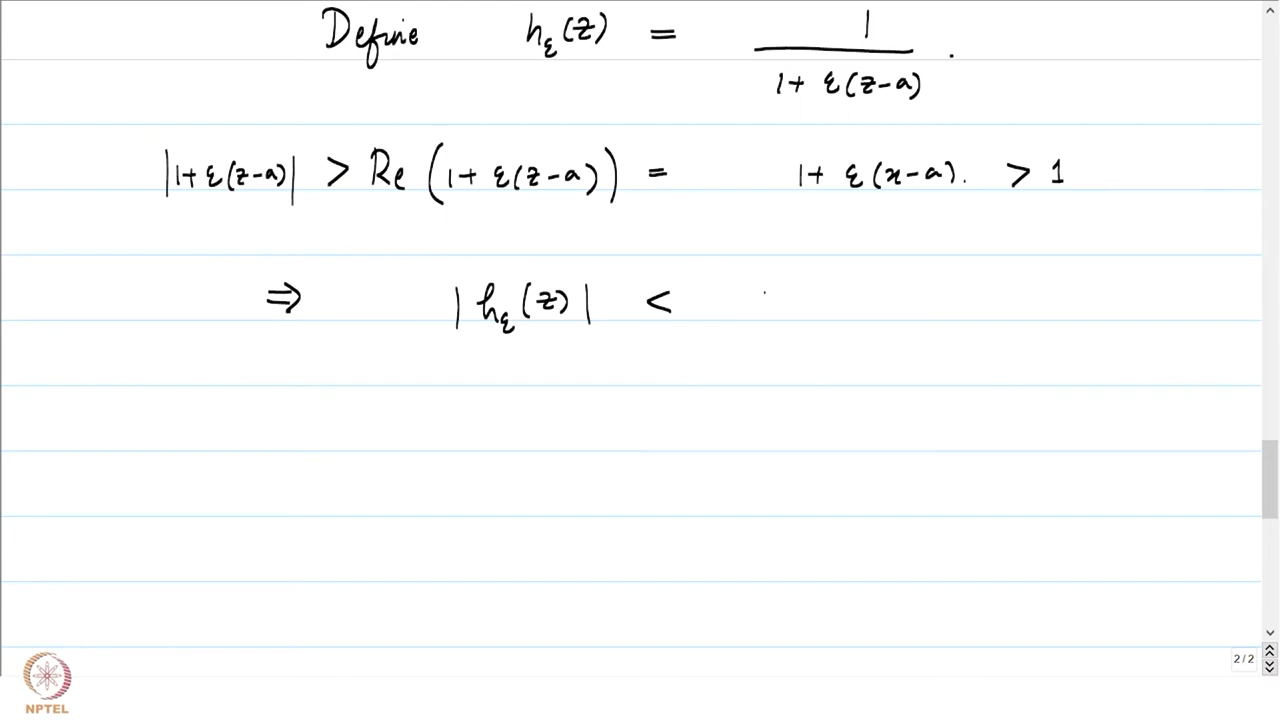 Define h_ε(z) = 1 / (1 + ε(z-a)) .
|1 + ε(z-a)| > Re (1 + ε(z-a)) = 1 + ε(x-a). > 1
⇒ |h_ε(z)| <
2 / 2
NPTEL